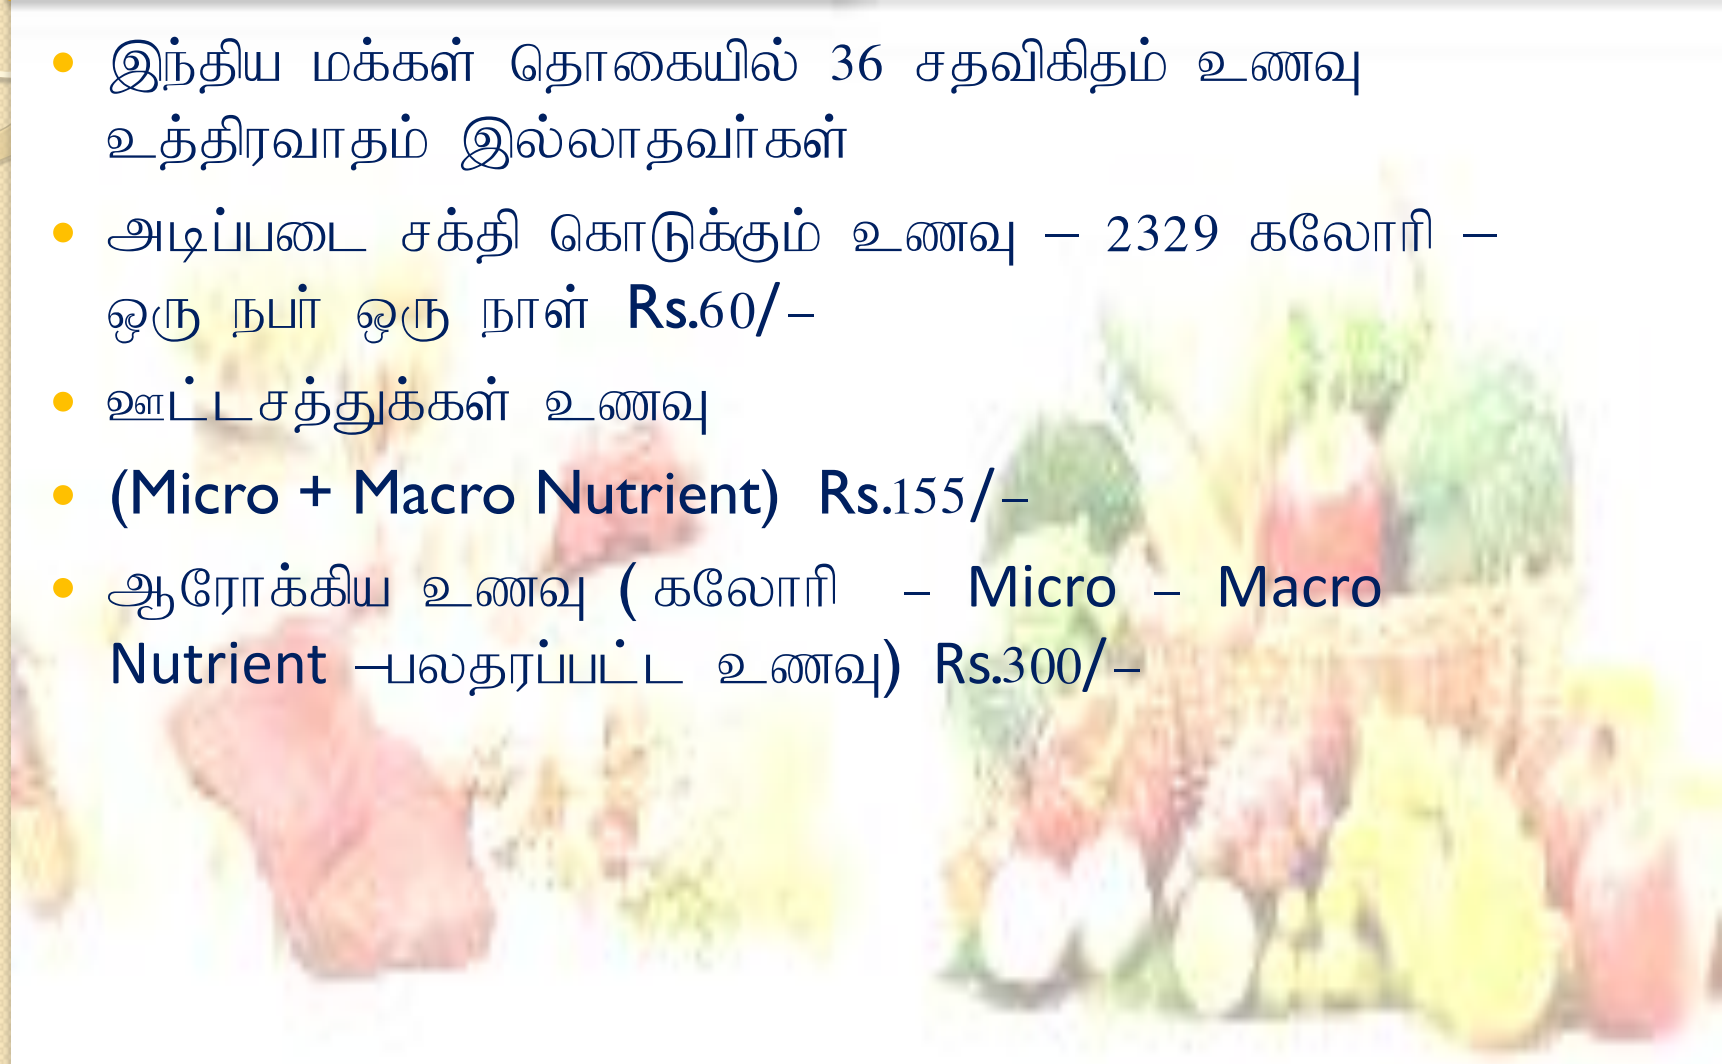 • இந்திய மக்கள் தொகையில் 36 சதவிகிதம் உணவு
உத்திரவாதம் இல்லாதவர்கள்
• அடிப்படை சக்தி கொடுக்கும் உணவு – 2329 கலோரி –
ஒரு நபர் ஒரு நாள் Rs.60/–
• ஊட்டசத்துக்கள் உணவு
• (Micro + Macro Nutrient) Rs.155/–
• ஆரோக்கிய உணவு ( கலோரி – Micro – Macro
Nutrient –பலதரப்பட்ட உணவு) Rs.300/–